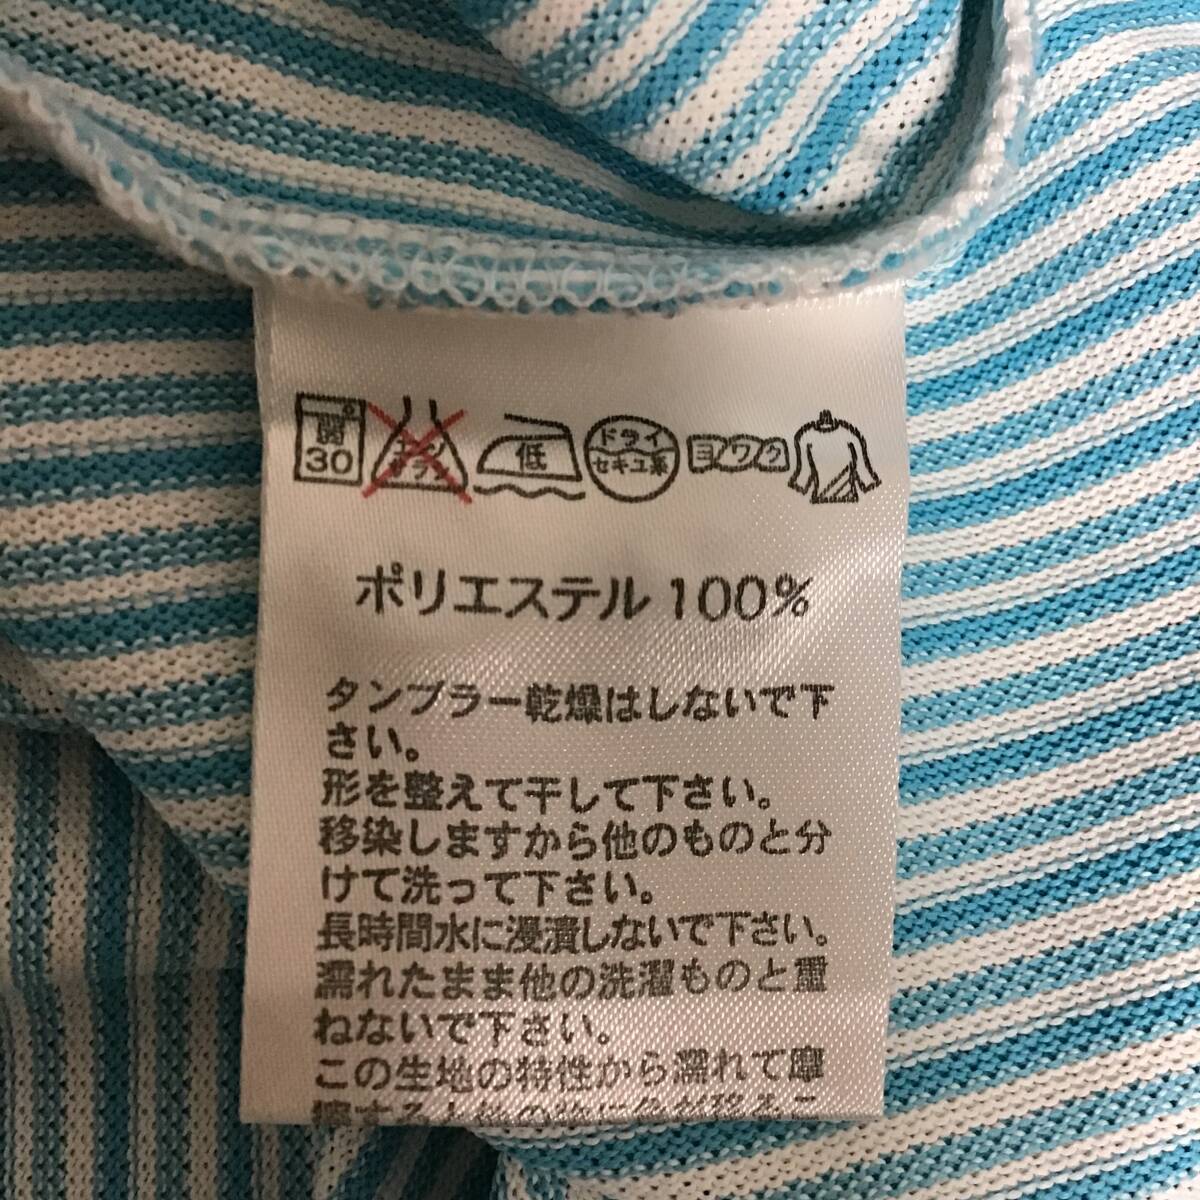 弱
30
エンソ
サラシ
低
ドライ
セキユ系
ヨワク
ポリエステル 100%
タンブラー乾燥はしないで下
さい。
形を整えて干して下さい。
移染しますから他のものと分
けて洗って下さい。
長時間水に浸漬しないで下さい。
濡れたまま他の洗濯ものと重
ねないで下さい。
この生地の特性から濡れて摩